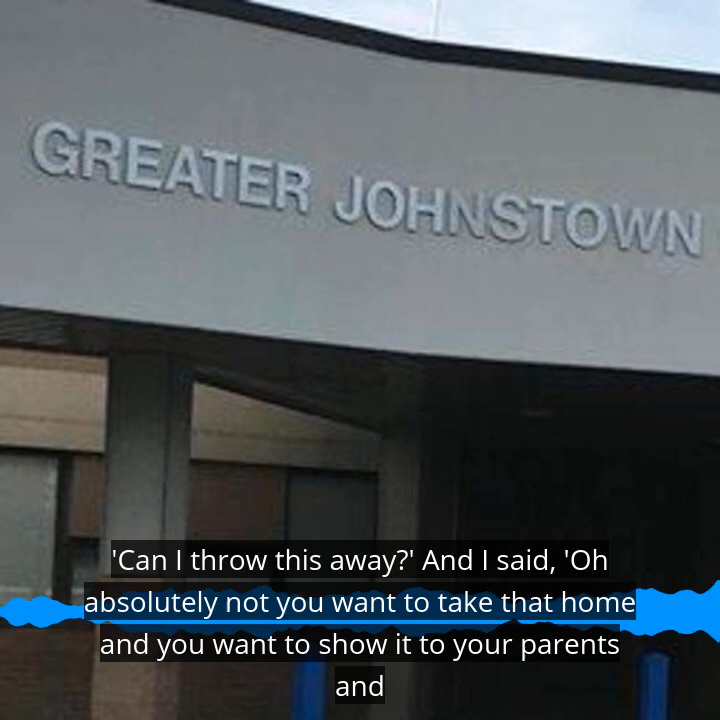 GREATER JOHNSTOWN
'Can I throw this away?' And I said, 'Oh
absolutely not you want to take that home
and you want to show it to your parents
and